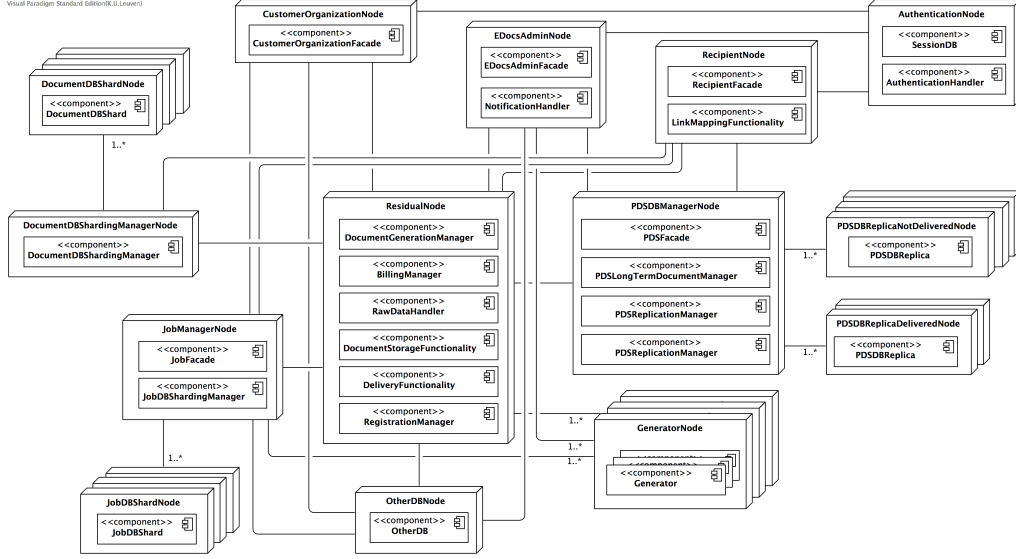 Visual Paradigm Standard Edition(K.U.Leuven)
CustomerOrganizationNode
<<component>>
CustomerOrganizationFacade
EDocsAdminNode
<<component>>
EDocsAdminFacade
<<component>>
NotificationHandler
AuthenticationNode
<<component>>
SessionDB
<<component>>
AuthenticationHandler
RecipientNode
<<component>>
RecipientFacade
<<component>>
LinkMappingFunctionality
DocumentDBShardNode
<<component>>
DocumentDBShard
1..*
DocumentDBShardingManagerNode
<<component>>
DocumentDBShardingManager
ResidualNode
<<component>>
DocumentGenerationManager
<<component>>
BillingManager
<<component>>
RawDataHandler
<<component>>
DocumentStorageFunctionality
<<component>>
DeliveryFunctionality
<<component>>
RegistrationManager
PDSDBManagerNode
<<component>>
PDSFacade
<<component>>
PDSLongTermDocumentManager
<<component>>
PDSReplicationManager
<<component>>
PDSReplicationManager
PDSDBReplicaNotDeliveredNode
<<component>>
PDSDBReplica
1..*
PDSDBReplicaDeliveredNode
<<component>>
PDSDBReplica
1..*
JobManagerNode
<<component>>
JobFacade
<<component>>
JobDBShardingManager
1..*
JobDBShardNode
<<component>>
JobDBShard
OtherDBNode
<<component>>
OtherDB
1..*
1..*
1..*
GeneratorNode
<<component>>
Generator